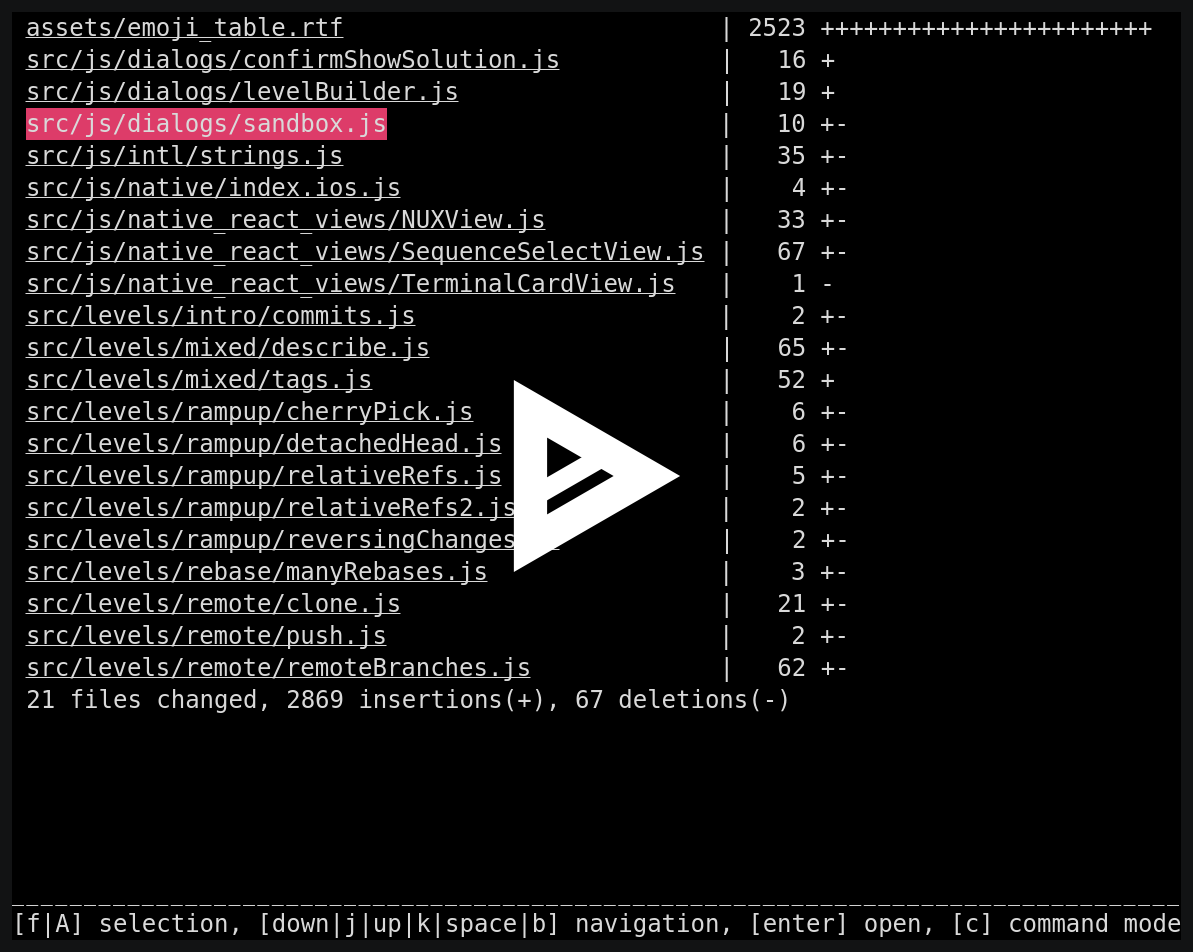 assets/emoji_table.rtf | 2523 +++++++++++++++++++++++
src/js/dialogs/confirmShowSolution.js | 16 +
src/js/dialogs/levelBuilder.js | 19 +
src/js/dialogs/sandbox.js | 10 +-
src/js/intl/strings.js | 35 +-
src/js/native/index.ios.js | 4 +-
src/js/native_react_views/NUXView.js | 33 +-
src/js/native_react_views/SequenceSelectView.js | 67 +-
src/js/native_react_views/TerminalCardView.js | 1 -
src/levels/intro/commits.js | 2 +-
src/levels/mixed/describe.js | 65 +-
src/levels/mixed/tags.js | 52 +
src/levels/rampup/cherryPick.js | 6 +-
src/levels/rampup/detachedHead.js | 6 +-
src/levels/rampup/relativeRefs.js | 5 +-
src/levels/rampup/relativeRefs2.js | 2 +-
src/levels/rampup/reversingChanges | 2 +-
src/levels/rebase/manyRebases.js | 3 +-
src/levels/remote/clone.js | 21 +-
src/levels/remote/push.js | 2 +-
src/levels/remote/remoteBranches.js | 62 +-
21 files changed, 2869 insertions(+), 67 deletions(-)
[f|A] selection, [down|j|up|k|space|b] navigation, [enter] open, [c] command mode